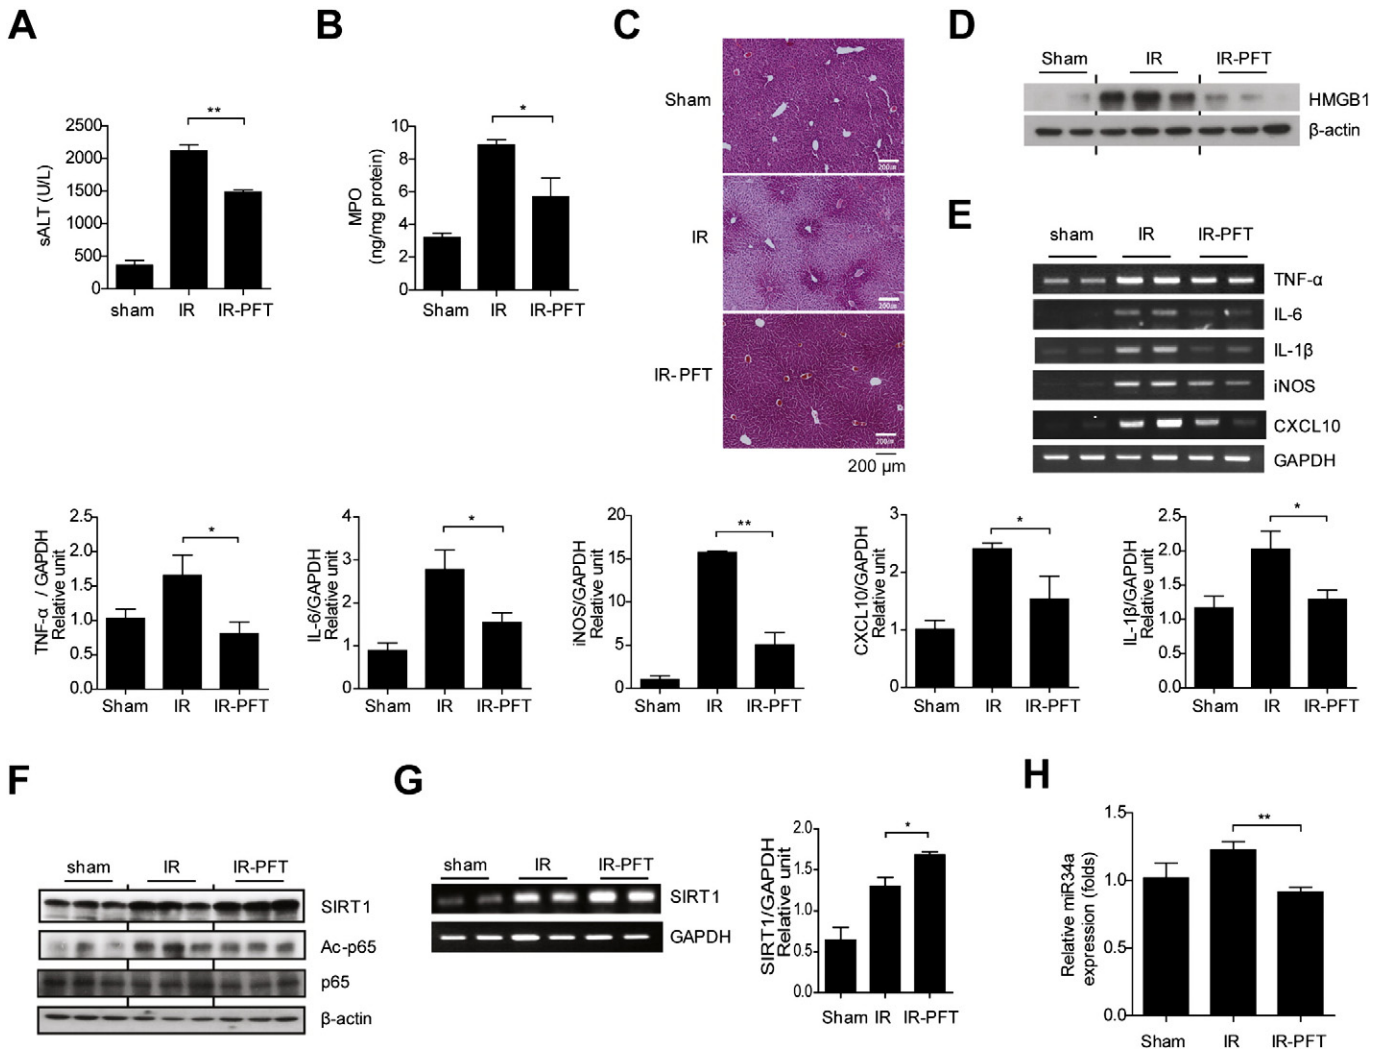 A
B
C
D
E
F
G
H
sALT (U/L)
2500
2000
1500
1000
500
0
**
sham IR IR-PFT
MPO
(ng/mg protein)
10
8
6
4
2
0
*
Sham IR IR-PFT
Sham
IR
IR-PFT
200 µm
Sham IR IR-PFT
HMGB1
β-actin
sham IR IR-PFT
TNF-α
IL-6
IL-1β
iNOS
CXCL10
GAPDH
TNF-α / GAPDH
Relative unit
2.5
2.0
1.5
1.0
0.5
0.0
*
Sham IR IR-PFT
IL-6/GAPDH
Relative unit
4
3
2
1
0
*
Sham IR IR-PFT
iNOS/GAPDH
Relative unit
20
15
10
5
0
**
Sham IR IR-PFT
CXCL10/GAPDH
Relative unit
3
2
1
0
*
Sham IR IR-PFT
IL-1β/GAPDH
Relative unit
2.5
2.0
1.5
1.0
0.5
0.0
*
Sham IR IR-PFT
sham IR IR-PFT
SIRT1
Ac-p65
p65
β-actin
sham IR IR-PFT
SIRT1
GAPDH
SIRT1/GAPDH
Relative unit
2.0
1.5
1.0
0.5
0.0
*
Sham IR IR-PFT
Relative miR34a
expression (folds)
1.5
1.0
0.5
0.0
**
Sham IR IR-PFT